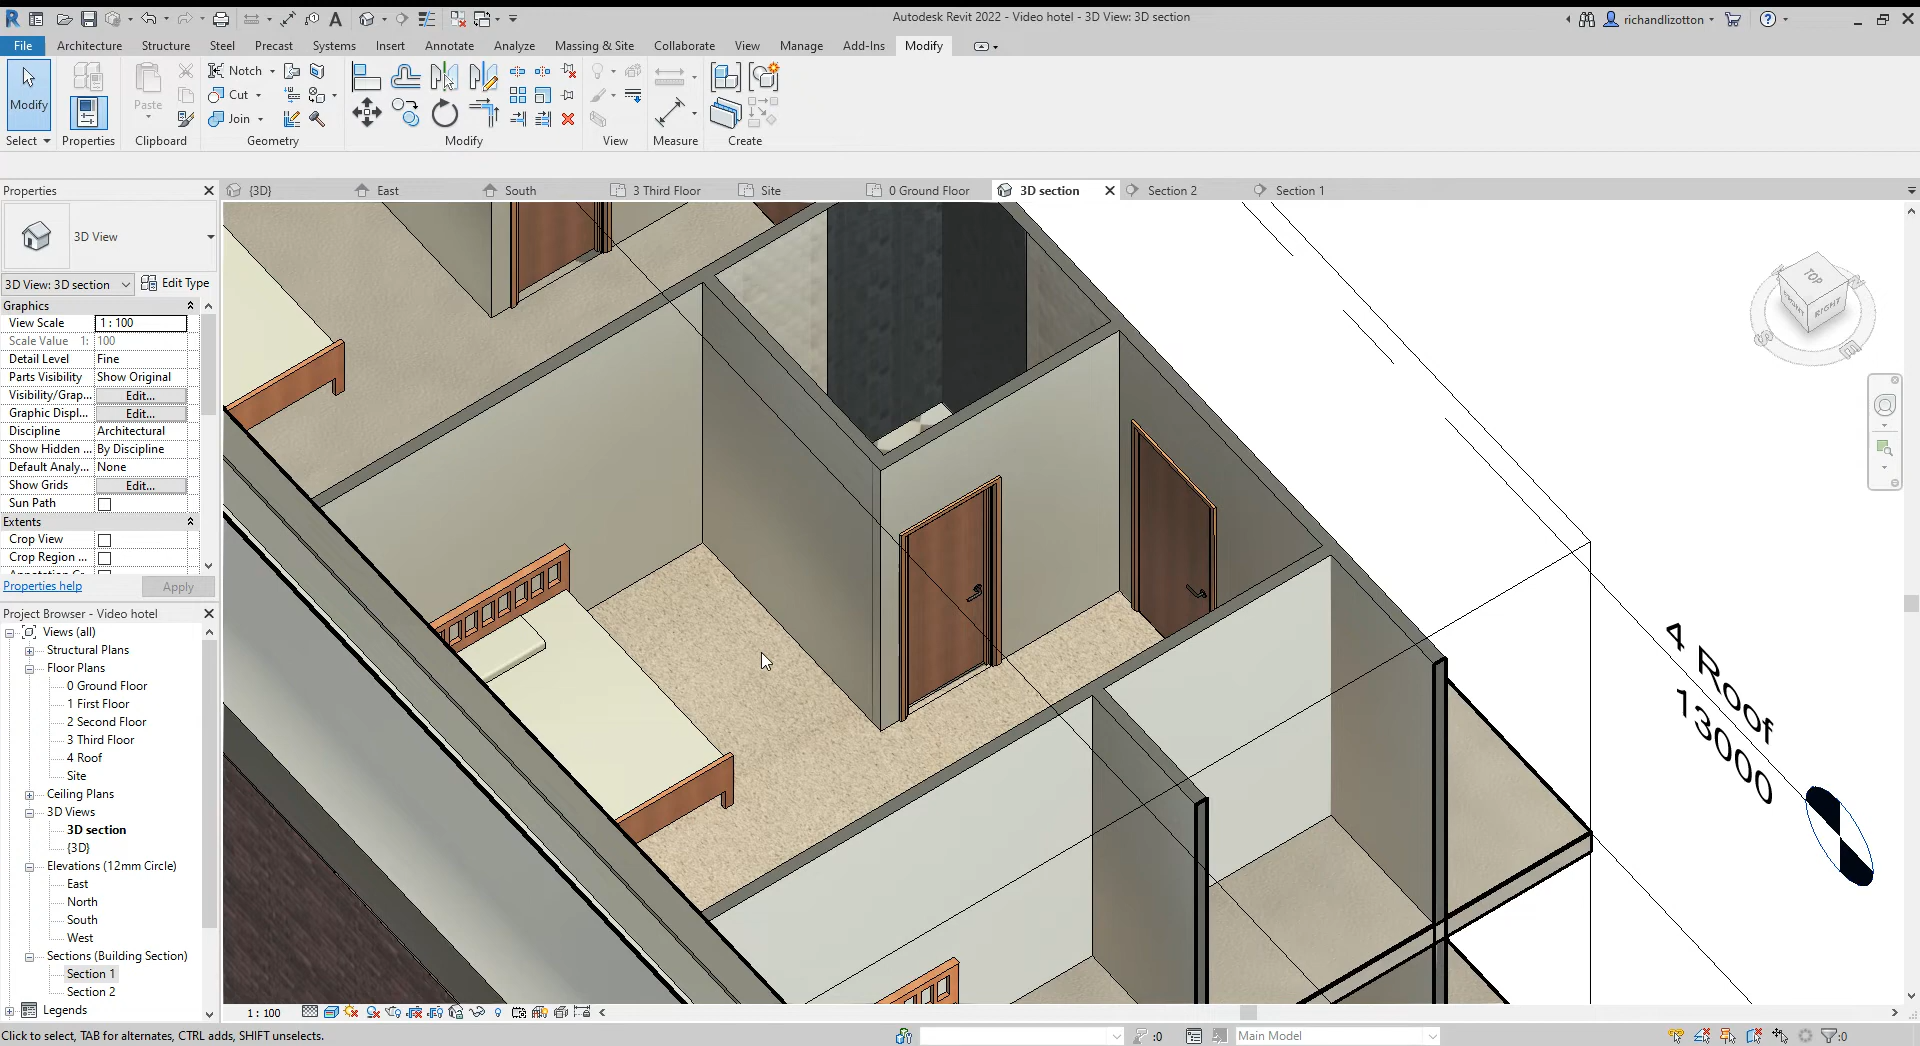 Autodesk Revit 2022 - Video hotel - 3D View: 3D section
richandlizotton
File Architecture Structure Steel Precast Systems Insert Annotate Analyze Massing & Site Collaborate View Manage Add-Ins Modify
Modify
Paste
Notch
Cut
Join
Select Properties Clipboard Geometry Modify View Measure Create
Properties
{3D} East South 3 Third Floor Site 0 Ground Floor 3D section Section 2 Section 1
3D View
3D View: 3D section Edit Type
Graphics
View Scale 1 : 100
Scale Value 1: 100
Detail Level Fine
Parts Visibility Show Original
Visibility/Grap... Edit...
Graphic Displ... Edit...
Discipline Architectural
Show Hidden ... By Discipline
Default Analy... None
Show Grids Edit...
Sun Path
Extents
Crop View
Crop Region ...
Properties help Apply
Project Browser - Video hotel
Views (all)
Structural Plans
Floor Plans
0 Ground Floor
1 First Floor
2 Second Floor
3 Third Floor
4 Roof
Site
Ceiling Plans
3D Views
3D section
{3D}
Elevations (12mm Circle)
East
North
South
West
Sections (Building Section)
Section 1
Section 2
Legends
TOP
FRONT RIGHT
S E
4 Roof
13000
1 : 100
Click to select, TAB for alternates, CTRL adds, SHIFT unselects.
:0
Main Model
:0